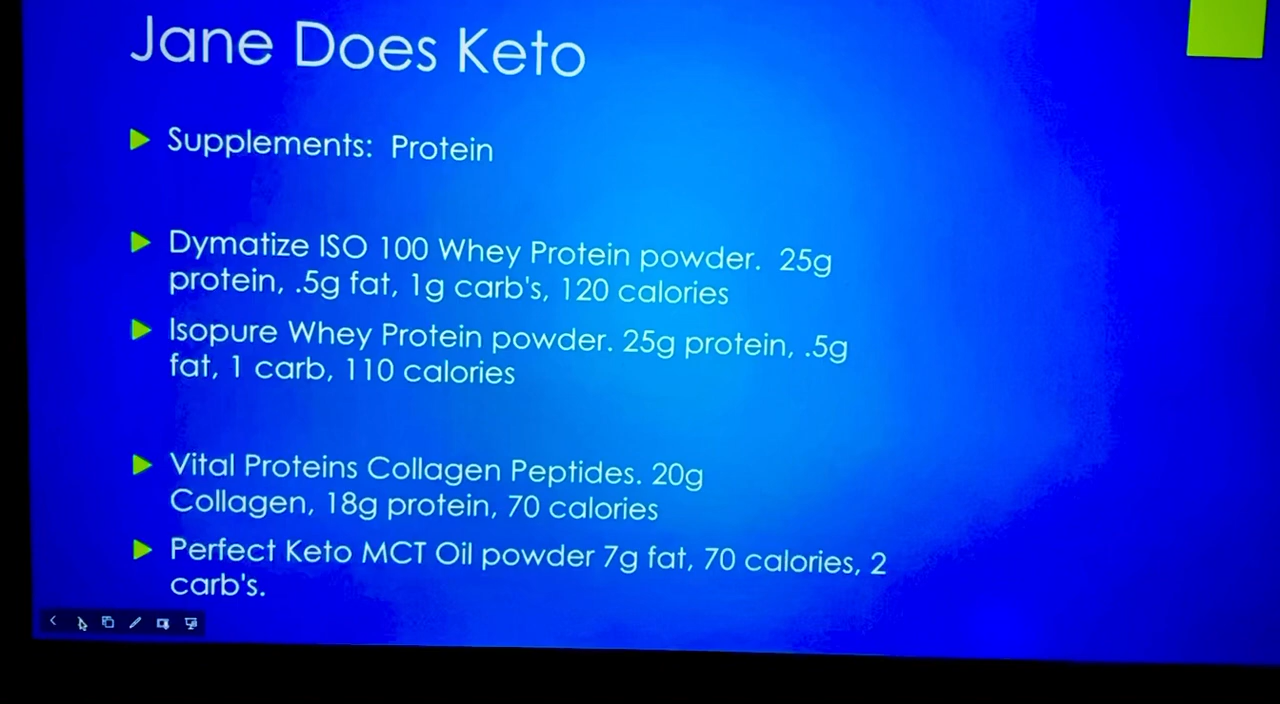 Jane Does Keto
Supplements:  Protein
Dymatize ISO 100 Whey Protein powder.  25g
protein, .5g fat, 1g carb's, 120 calories
Isopure Whey Protein powder. 25g protein, .5g
fat, 1 carb, 110 calories
Vital Proteins Collagen Peptides. 20g
Collagen, 18g protein, 70 calories
Perfect Keto MCT Oil powder 7g fat, 70 calories, 2
carb's.